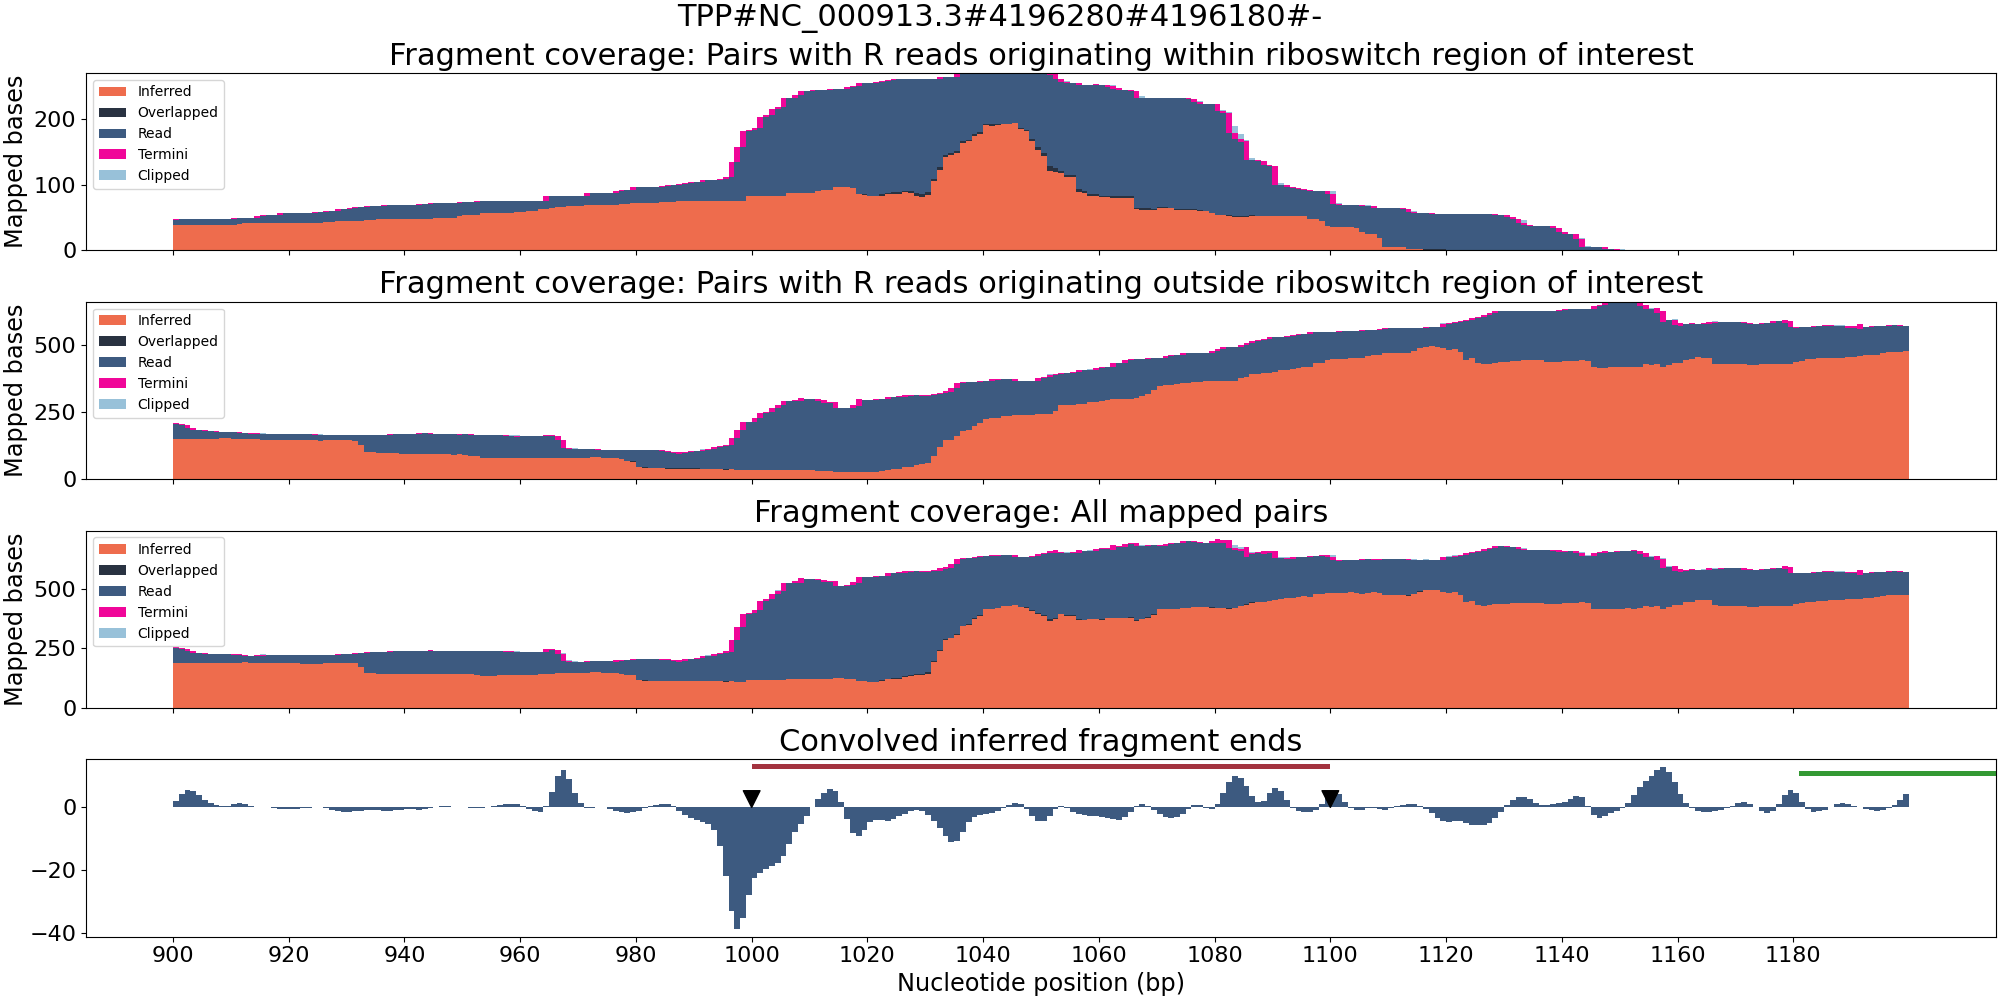 TPP#NC_000913.3#4196280#4196180#-
Fragment coverage: Pairs with R reads originating within riboswitch region of interest
Mapped bases
200
100
0
Inferred
Overlapped
Read
Termini
Clipped
Fragment coverage: Pairs with R reads originating outside riboswitch region of interest
Mapped bases
500
250
0
Inferred
Overlapped
Read
Termini
Clipped
Fragment coverage: All mapped pairs
Mapped bases
500
250
0
Inferred
Overlapped
Read
Termini
Clipped
Convolved inferred fragment ends
0
−20
−40
900 920 940 960 980 1000 1020 1040 1060 1080 1100 1120 1140 1160 1180
Nucleotide position (bp)